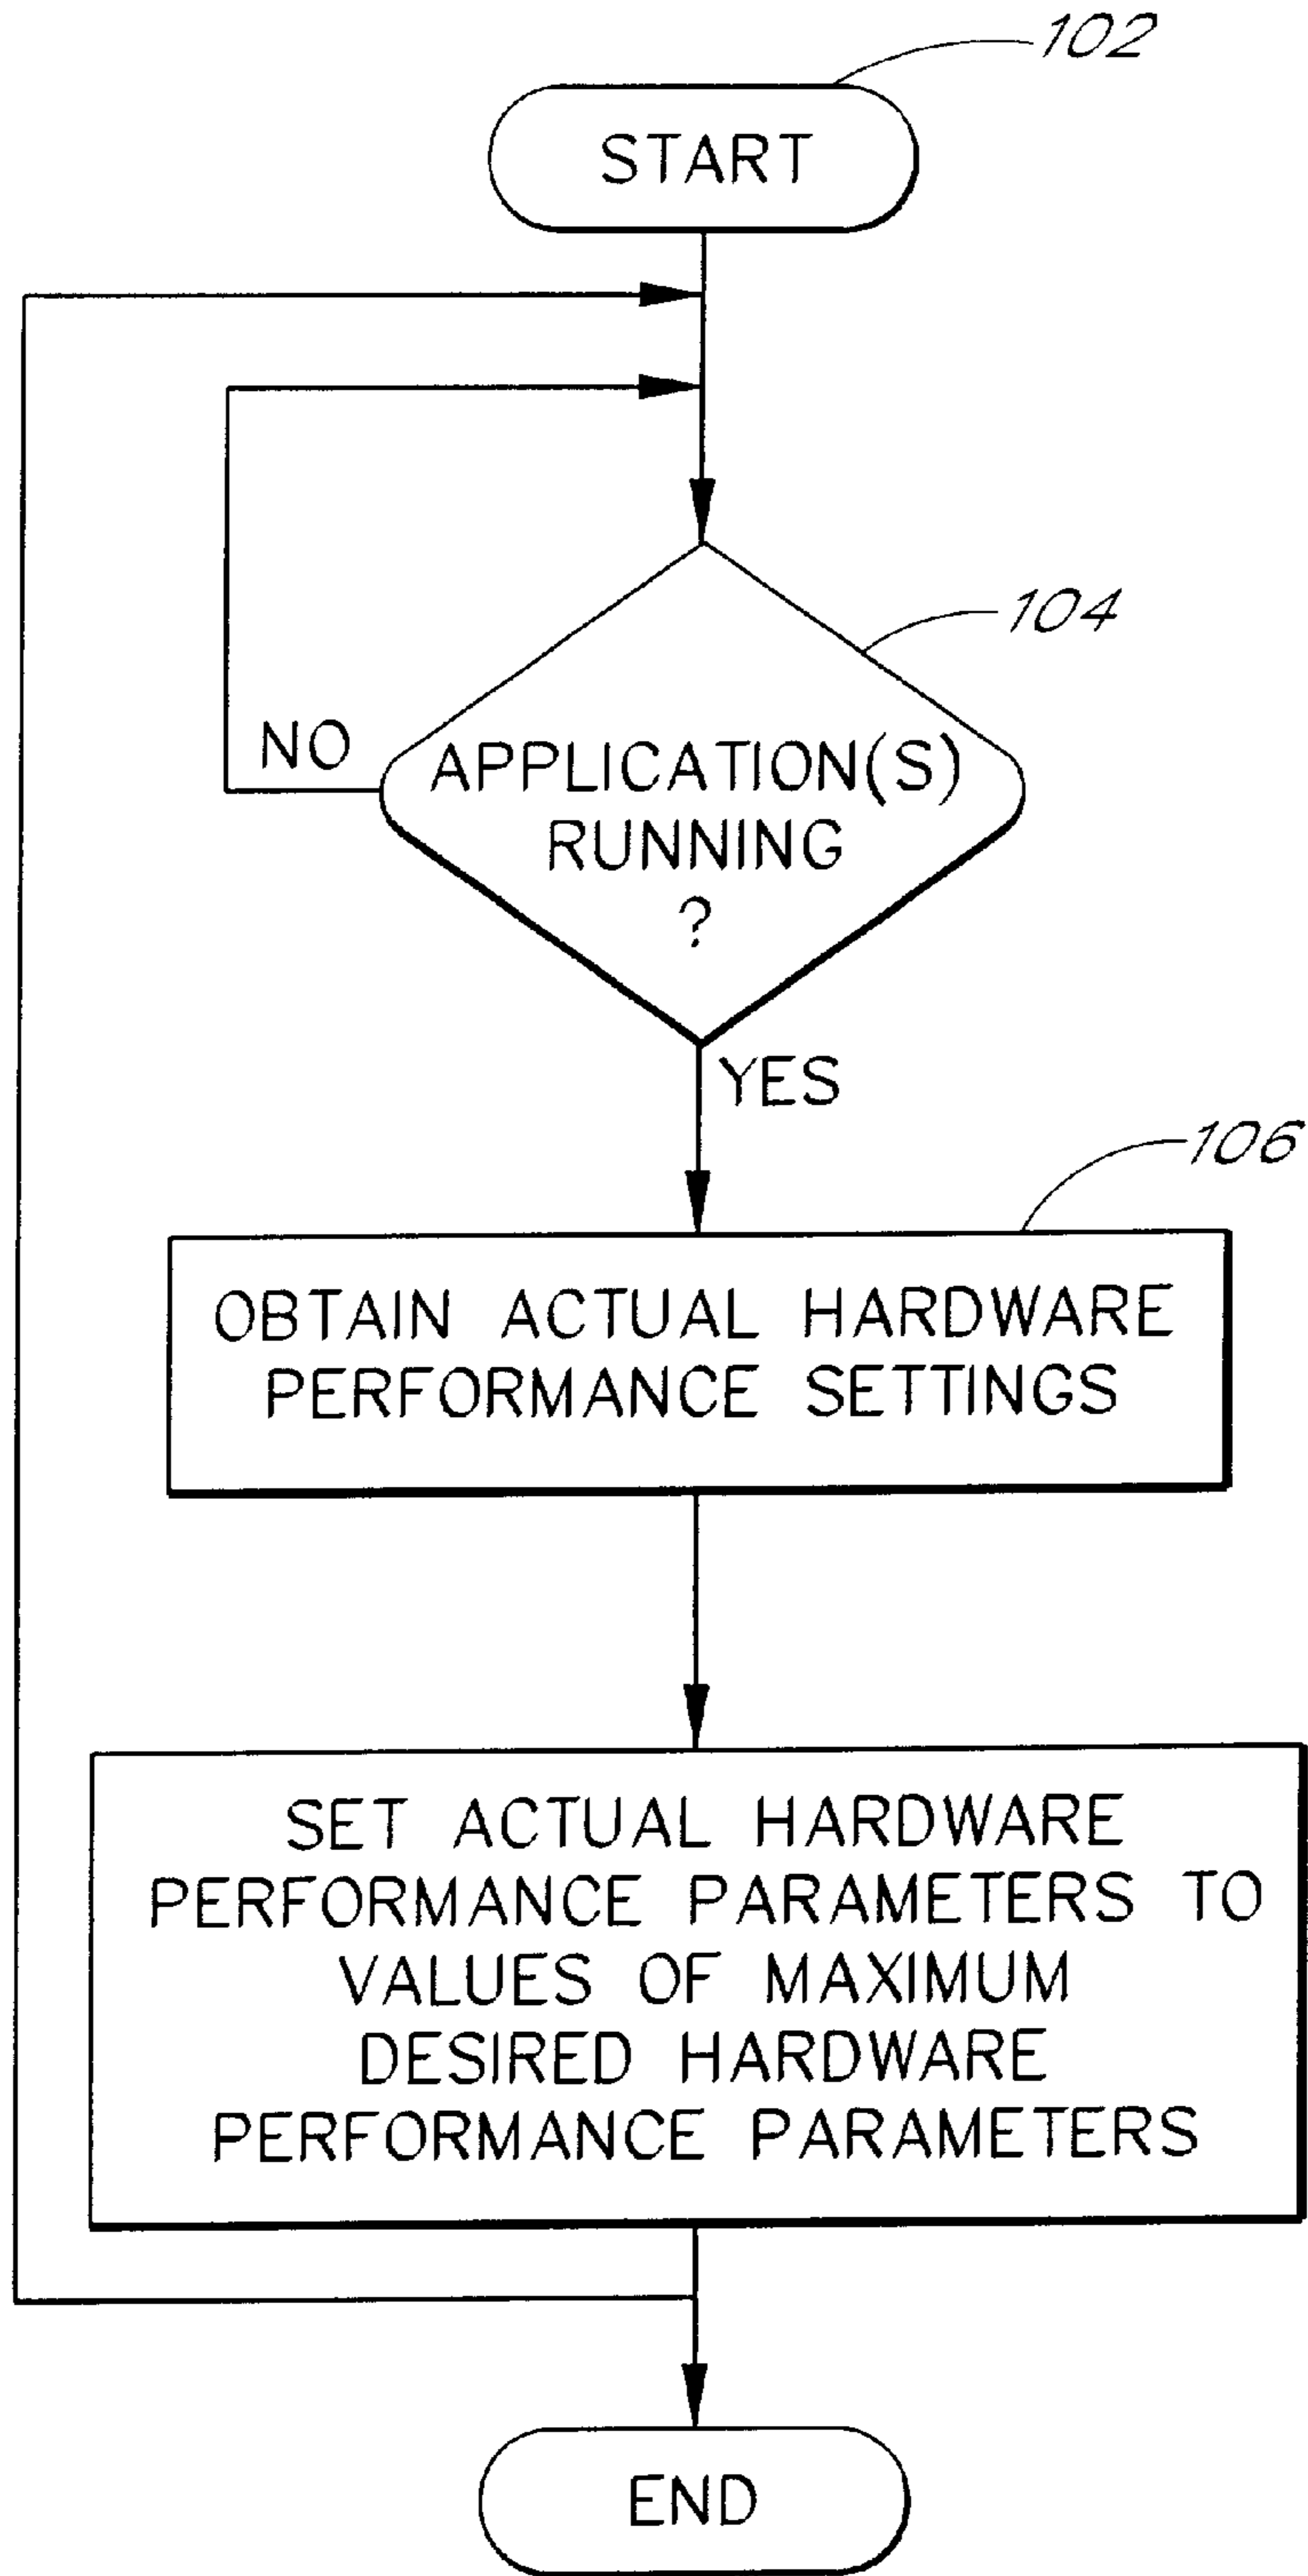 102
START
104
NO
APPLICATION(S)
RUNNING
?
YES
106
OBTAIN ACTUAL HARDWARE
PERFORMANCE SETTINGS
SET ACTUAL HARDWARE
PERFORMANCE PARAMETERS TO
VALUES OF MAXIMUM
DESIRED HARDWARE
PERFORMANCE PARAMETERS
END